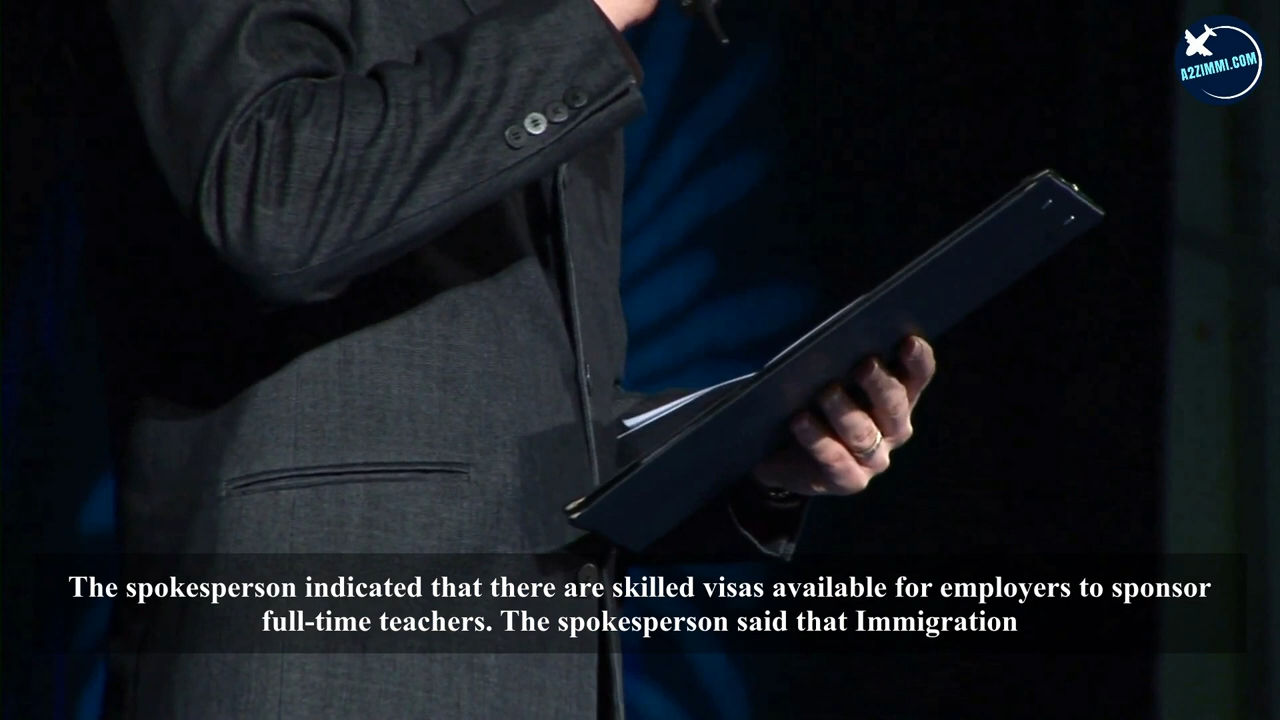 A2ZIMMI.COM
The spokesperson indicated that there are skilled visas available for employers to sponsor
full-time teachers. The spokesperson said that Immigration